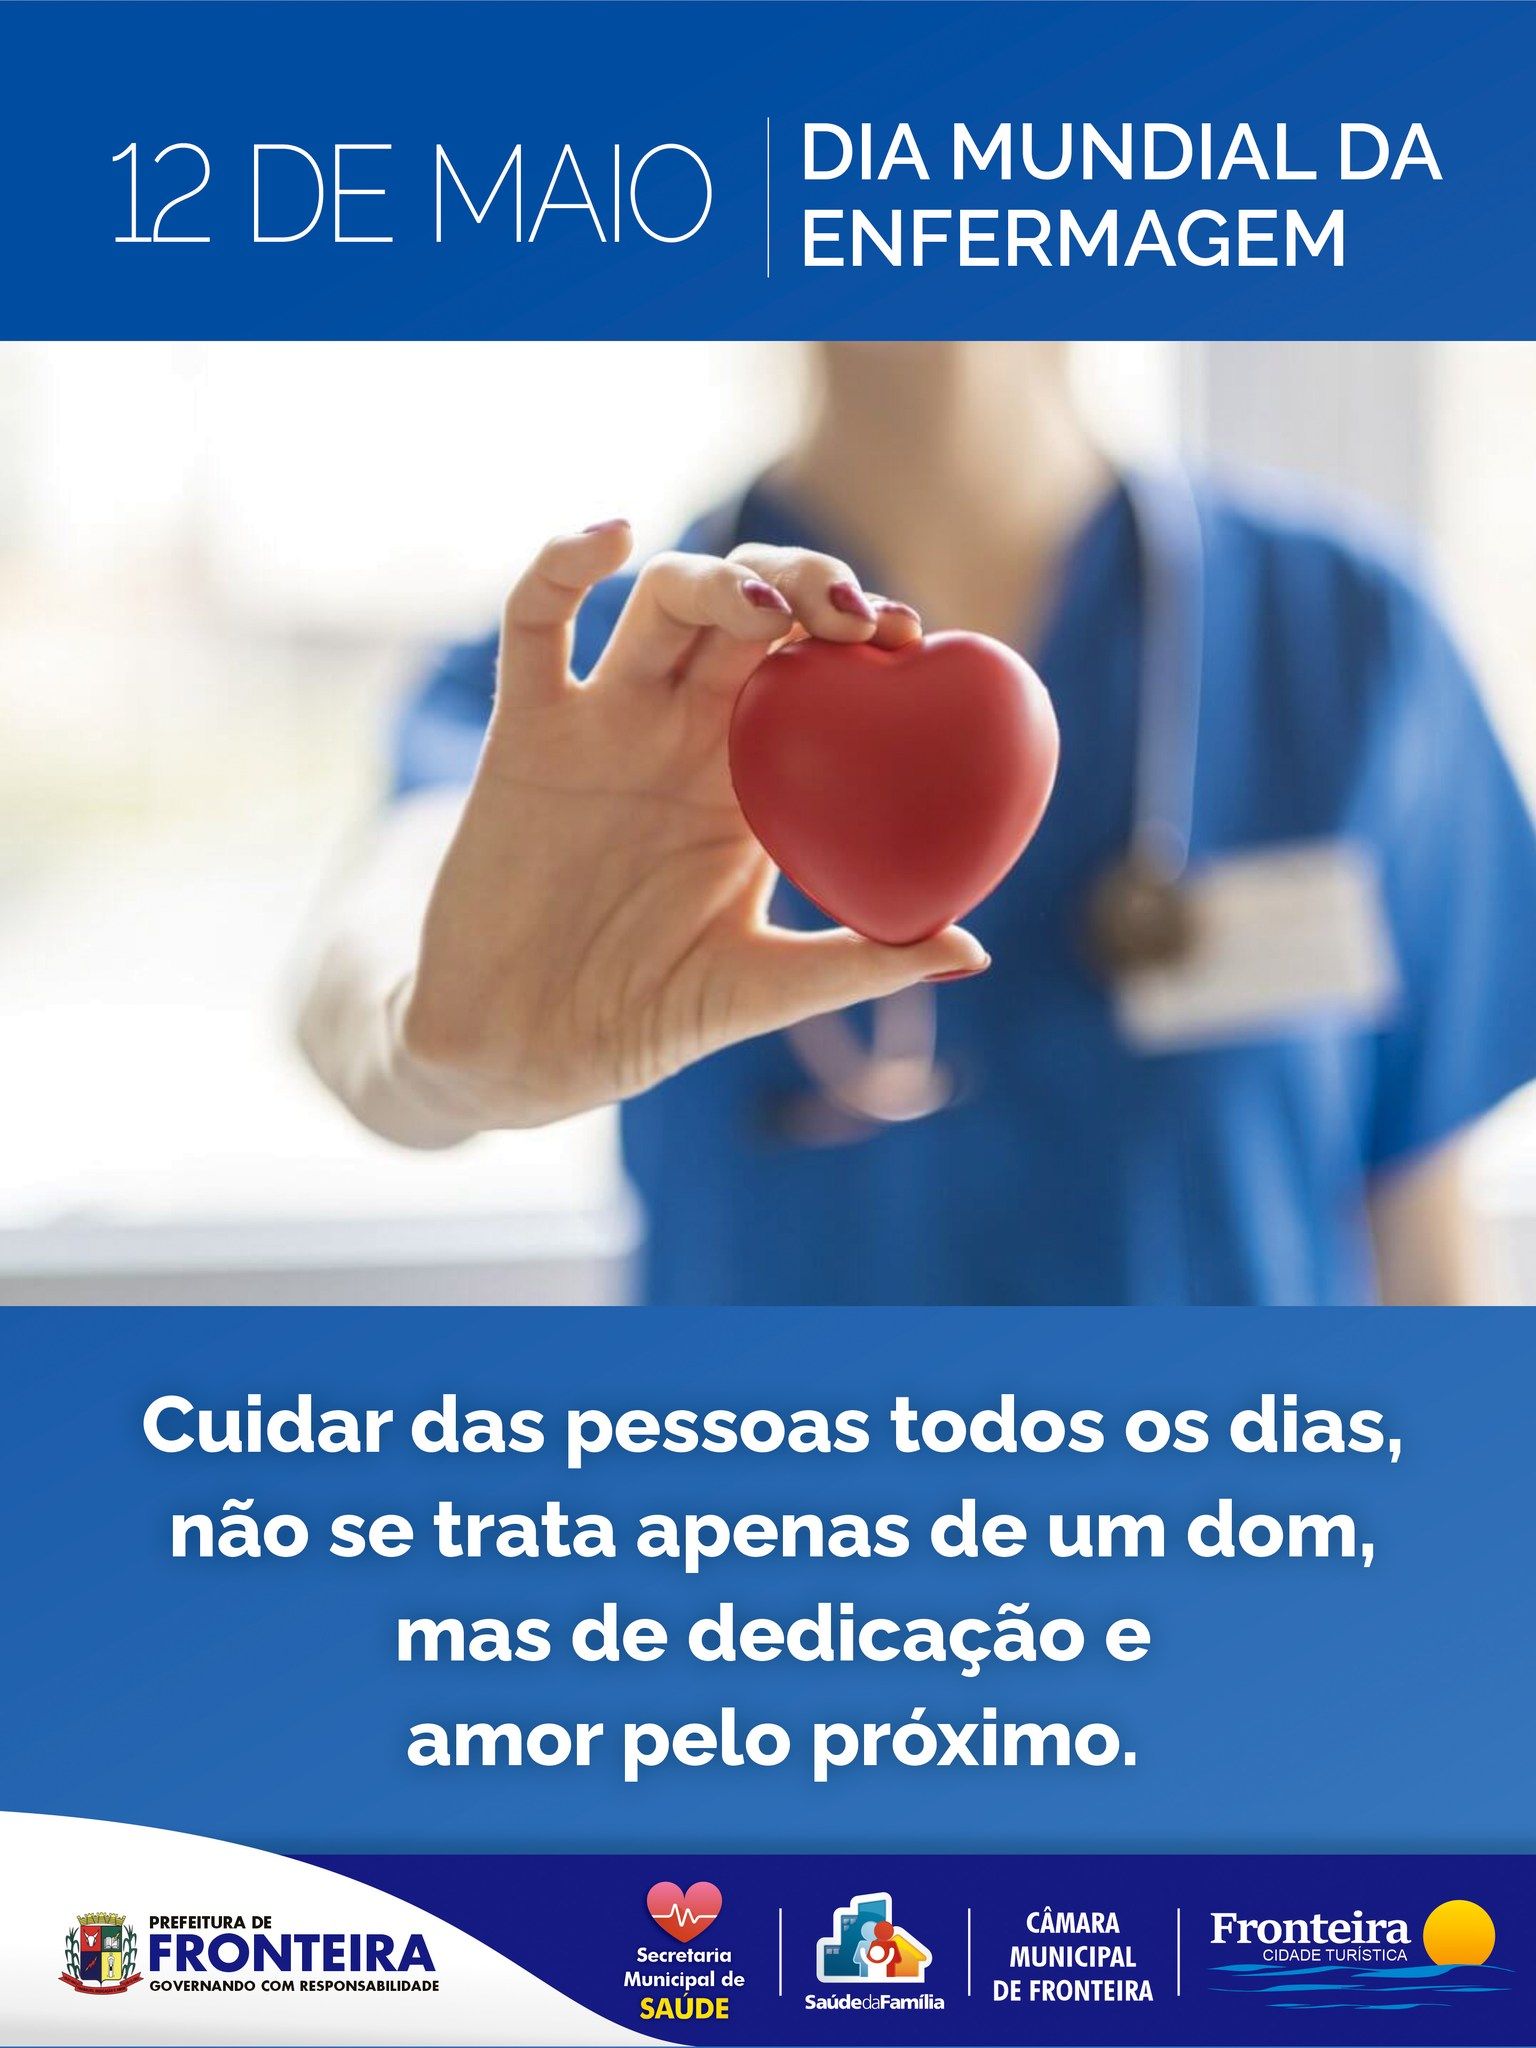 12 DE MAIO
DIA MUNDIAL DA
ENFERMAGEM
Cuidar das pessoas todos os dias,
não se trata apenas de um dom,
mas de dedicação e
amor pelo próximo.
PREFEITURA DE
FRONTEIRA
GOVERNANDO COM RESPONSABILIDADE
Secretaria
Municipal de
SAÚDE
SaúdedaFamília
CÂMARA
MUNICIPAL
DE FRONTEIRA
Fronteira
CIDADE TURÍSTICA